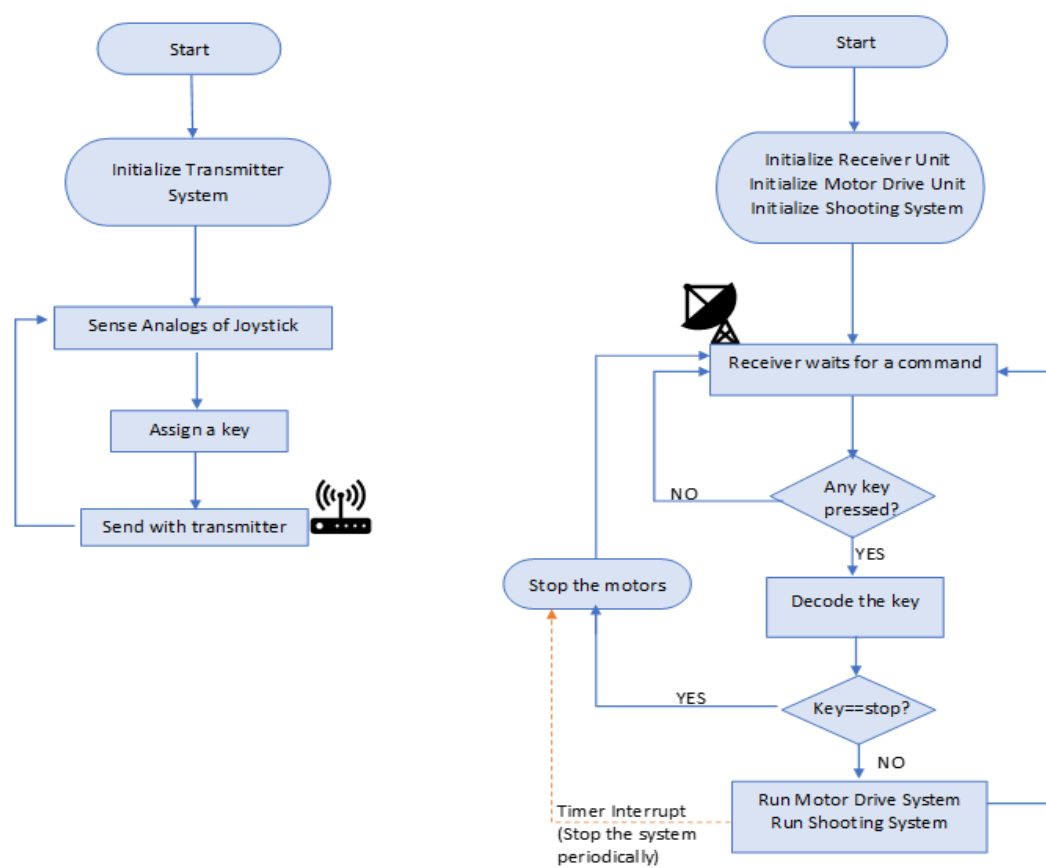 Start
Initialize Transmitter
System
Sense Analogs of Joystick
Assign a key
Send with transmitter
Start
Initialize Receiver Unit
Initialize Motor Drive Unit
Initialize Shooting System
Receiver waits for a command
Any key
pressed?
NO
YES
Stop the motors
Decode the key
Key==stop?
YES
NO
Run Motor Drive System
Run Shooting System
Timer Interrupt
(Stop the system
periodically)